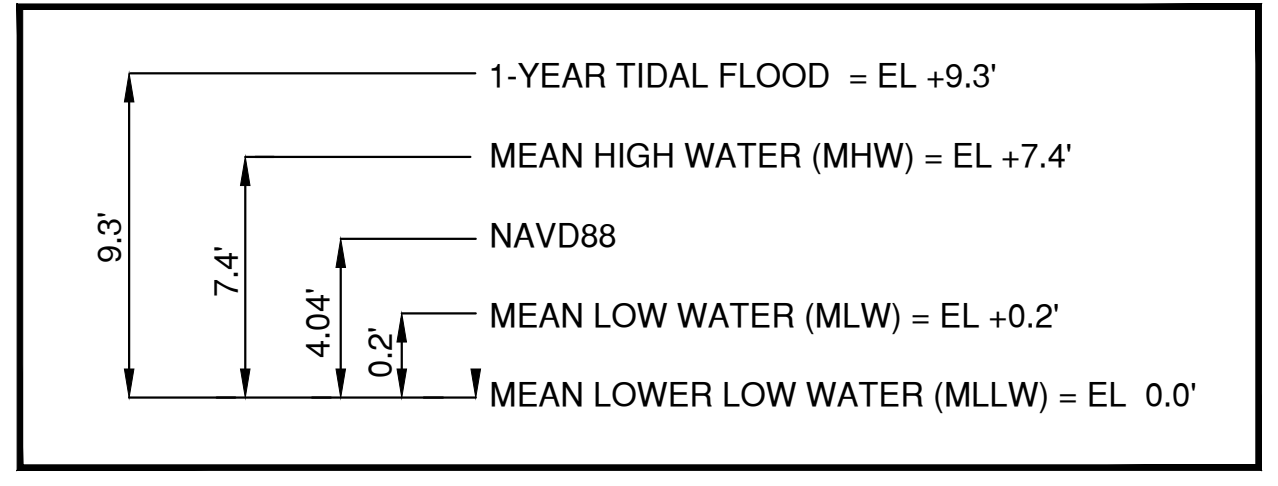 1-YEAR TIDAL FLOOD = EL +9.3'
MEAN HIGH WATER (MHW) = EL +7.4'
NAVD88
MEAN LOW WATER (MLW) = EL +0.2'
MEAN LOWER LOW WATER (MLLW) = EL 0.0'
9.3'
7.4'
4.04'
0.2'